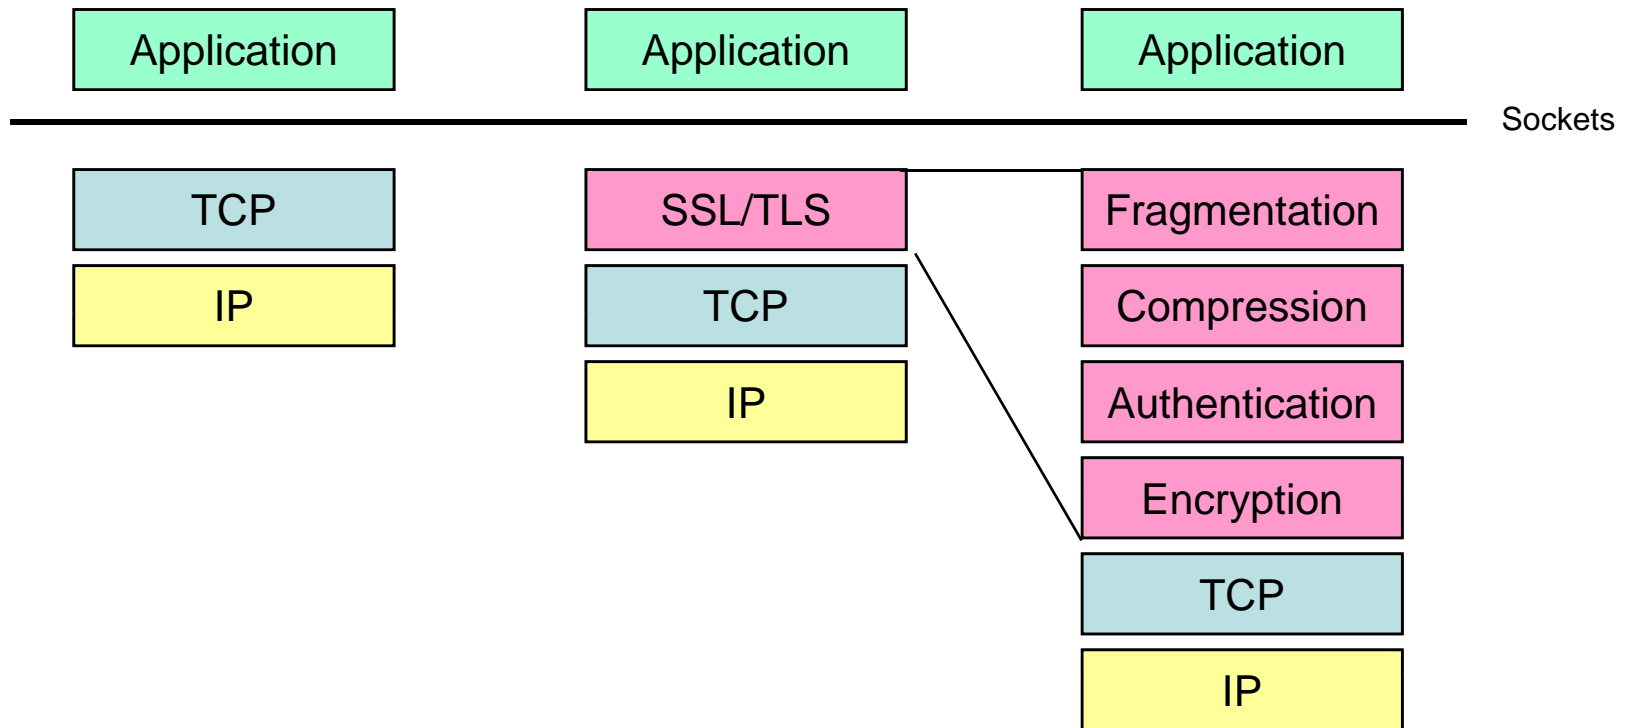 Application
Application
Application
Sockets
TCP
SSL/TLS
Fragmentation
IP
TCP
Compression
IP
Authentication
Encryption
TCP
IP